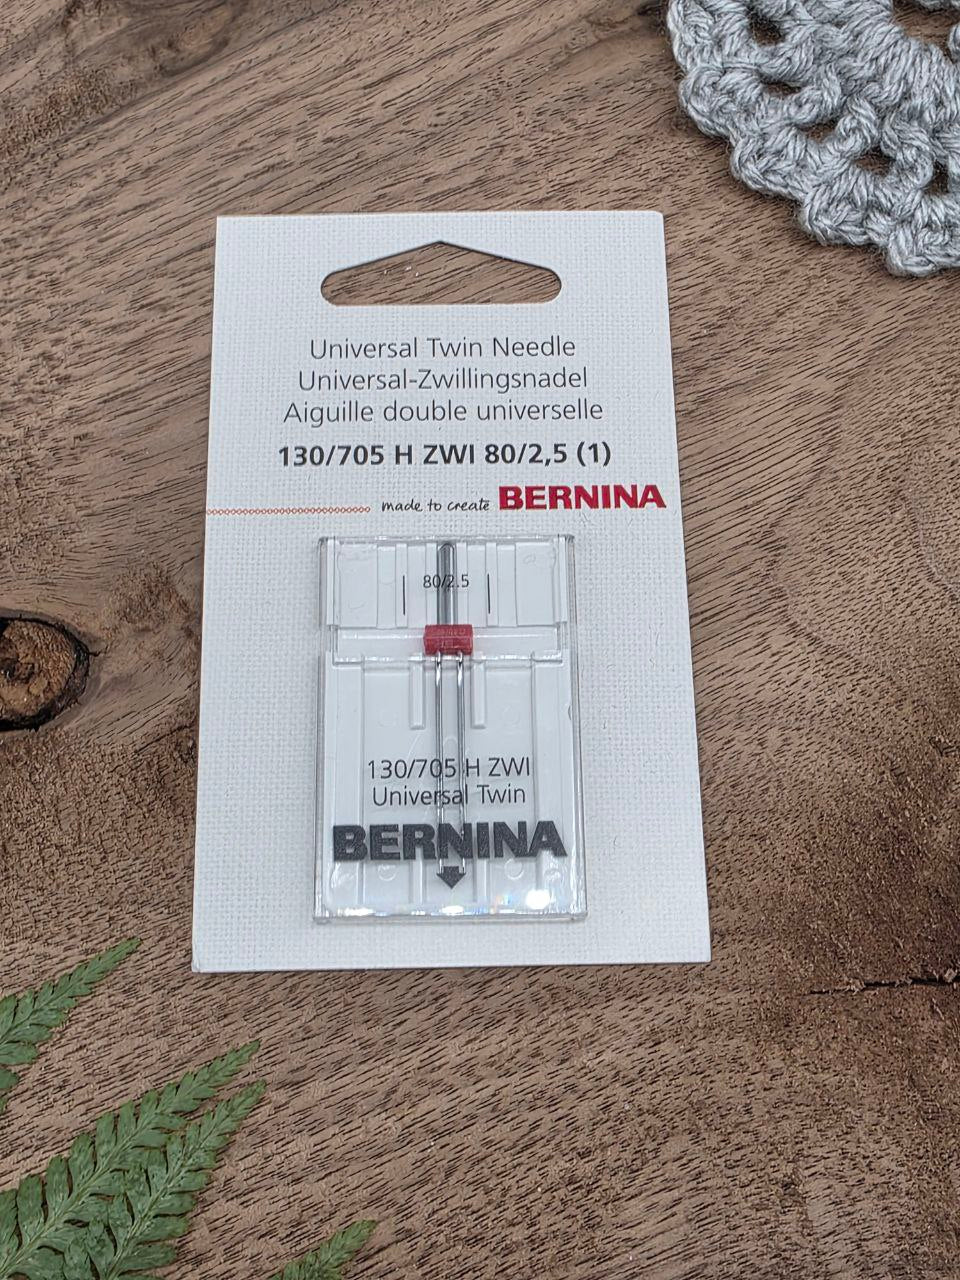 Universal Twin Needle
Universal-Zwillingsnadel
Aiguille double universelle
130/705 H ZWI 80/2,5 (1)
made to create BERNINA
80/2.5
130/705 H ZWI
Universal Twin
BERNINA